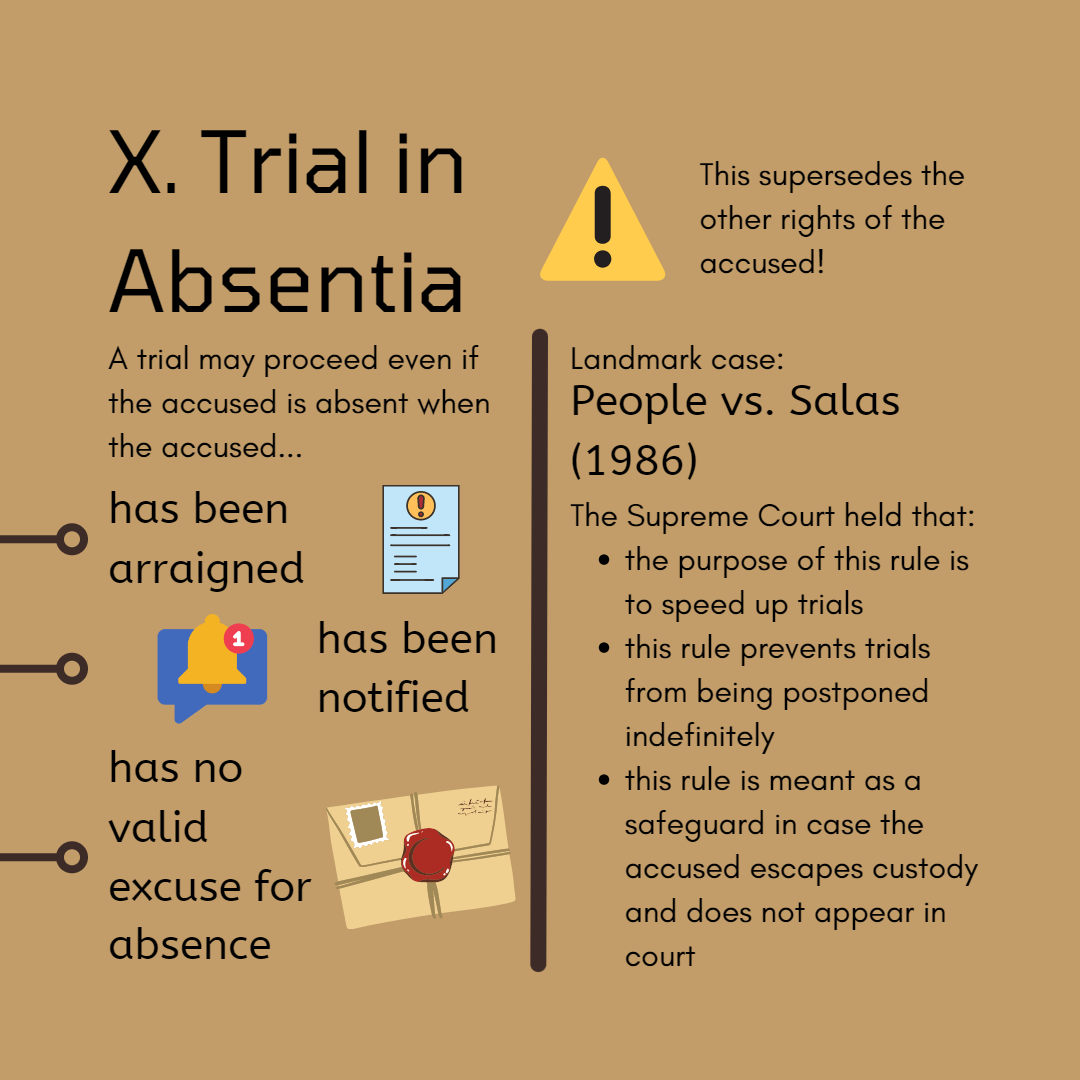 X. Trial in
Absentia
This supersedes the
other rights of the
accused!
A trial may proceed even if
the accused is absent when
the accused...
has been
arraigned
1
has been
notified
has no
valid
excuse for
absence
Landmark case:
People vs. Salas
(1986)
The Supreme Court held that:
• the purpose of this rule is
to speed up trials
• this rule prevents trials
from being postponed
indefinitely
• this rule is meant as a
safeguard in case the
accused escapes custody
and does not appear in
court